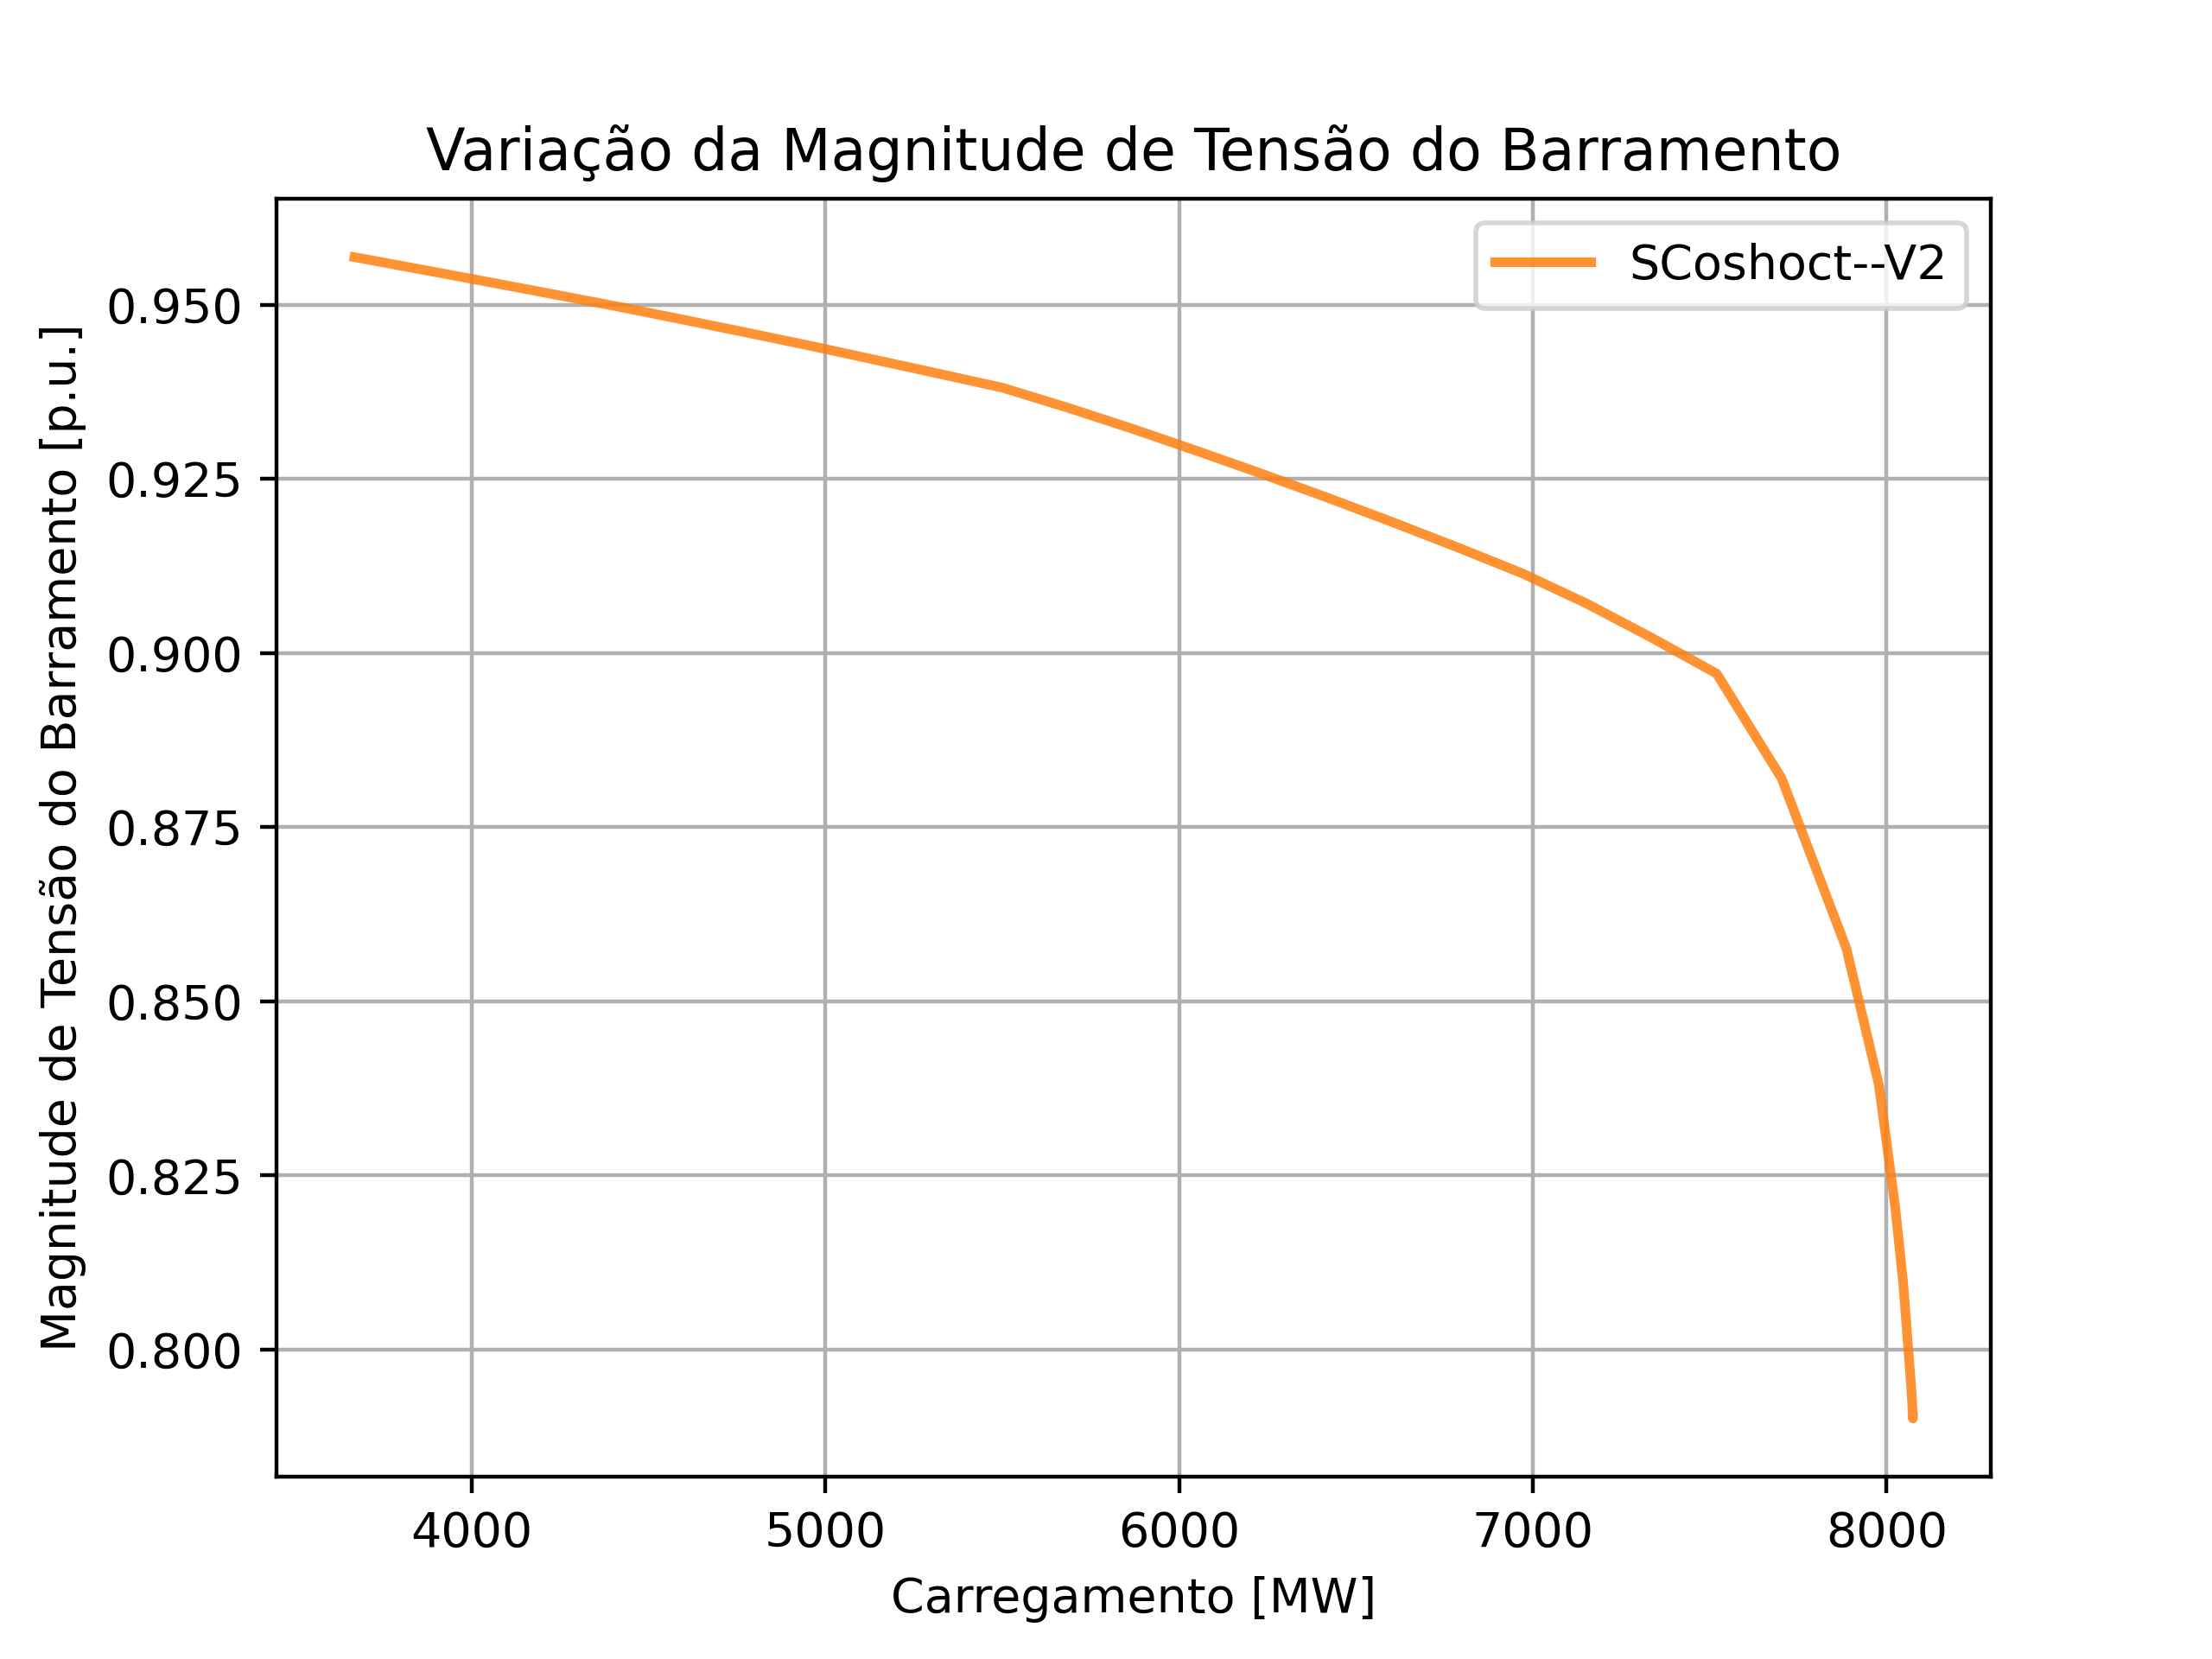 Variação da Magnitude de Tensão do Barramento
SCoshoct--V2
Magnitude de Tensão do Barramento [p.u.]
0.950
0.925
0.900
0.875
0.850
0.825
0.800
4000 5000 6000 7000 8000
Carregamento [MW]